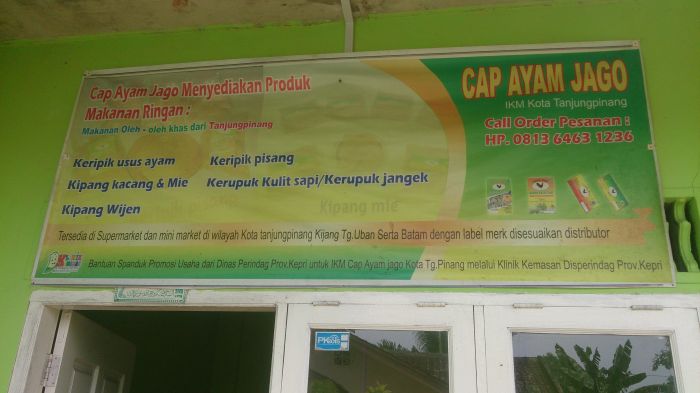 Cap Ayam Jago Menyediakan Produk
Makanan Ringan :
Makanan Oleh - oleh khas dari Tanjungpinang
Keripik usus ayam
Keripik pisang
Kipang kacang & Mie
Kerupuk Kulit sapi/Kerupuk jangek
Kipang Wijen
Kipang mie
CAP AYAM JAGO
IKM Kota Tanjungpinang
Call Order Pesanan :
HP. 0813 6463 1236
Tersedia di Supermarket dan mini market di wilayah Kota tanjungpinang Kijang Tg.Uban Serta Batam dengan label merk disesuaikan distributor
Bantuan Spanduk Promosi Usaha dari Dinas Perindag Prov.Kepri untuk IKM Cap Ayam jago Kota Tg.Pinang melalui Klinik Kemasan Disperindag Prov.Kepri